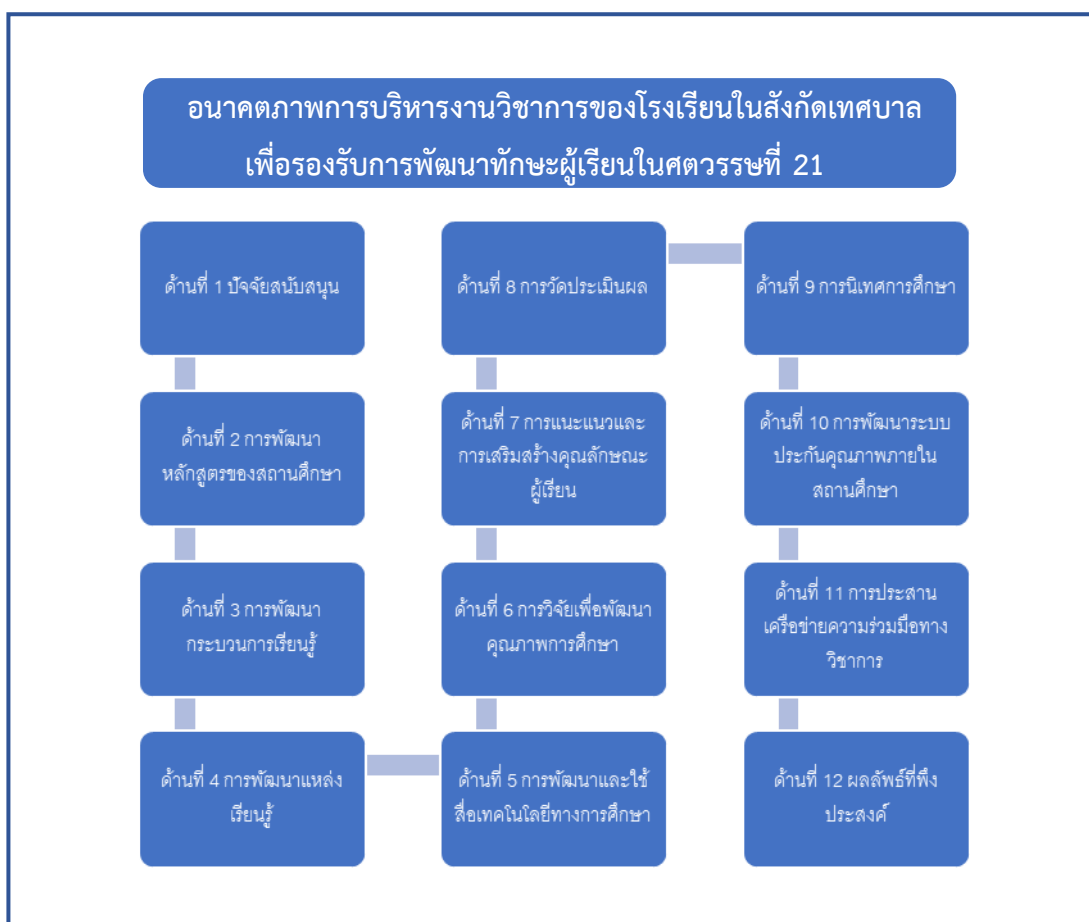 อนาคตภาพการบริหารงานวิชาการของโรงเรียนในสังกัดเทศบาล
เพื่อรองรับการพัฒนาทักษะผู้เรียนในศตวรรษที่ 21
ด้านที่ 1 ปัจจัยสนับสนุน
ด้านที่ 2 การพัฒนา
หลักสูตรของสถานศึกษา
ด้านที่ 3 การพัฒนา
กระบวนการเรียนรู้
ด้านที่ 4 การพัฒนาแหล่ง
เรียนรู้
ด้านที่ 5 การพัฒนาและใช้
สื่อเทคโนโลยีทางการศึกษา
ด้านที่ 6 การวิจัยเพื่อพัฒนา
คุณภาพการศึกษา
ด้านที่ 7 การแนะแนวและ
การเสริมสร้างคุณลักษณะ
ผู้เรียน
ด้านที่ 8 การวัดประเมินผล
ด้านที่ 9 การนิเทศการศึกษา
ด้านที่ 10 การพัฒนาระบบ
ประกันคุณภาพภายใน
สถานศึกษา
ด้านที่ 11 การประสาน
เครือข่ายความร่วมมือทาง
วิชาการ
ด้านที่ 12 ผลลัพธ์ที่พึง
ประสงค์